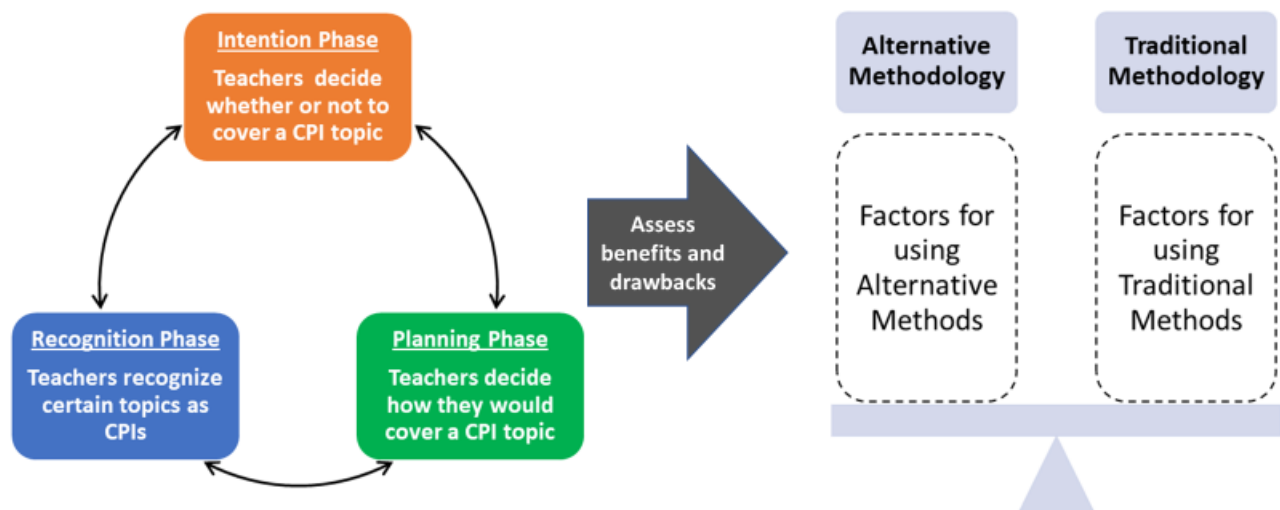 Intention Phase
Teachers decide
whether or not to
cover a CPI topic
Recognition Phase
Teachers recognize
certain topics as
CPIs
Planning Phase
Teachers decide
how they would
cover a CPI topic
Assess
benefits and
drawbacks
Alternative
Methodology
Factors for
using
Alternative
Methods
Traditional
Methodology
Factors for
using
Traditional
Methods